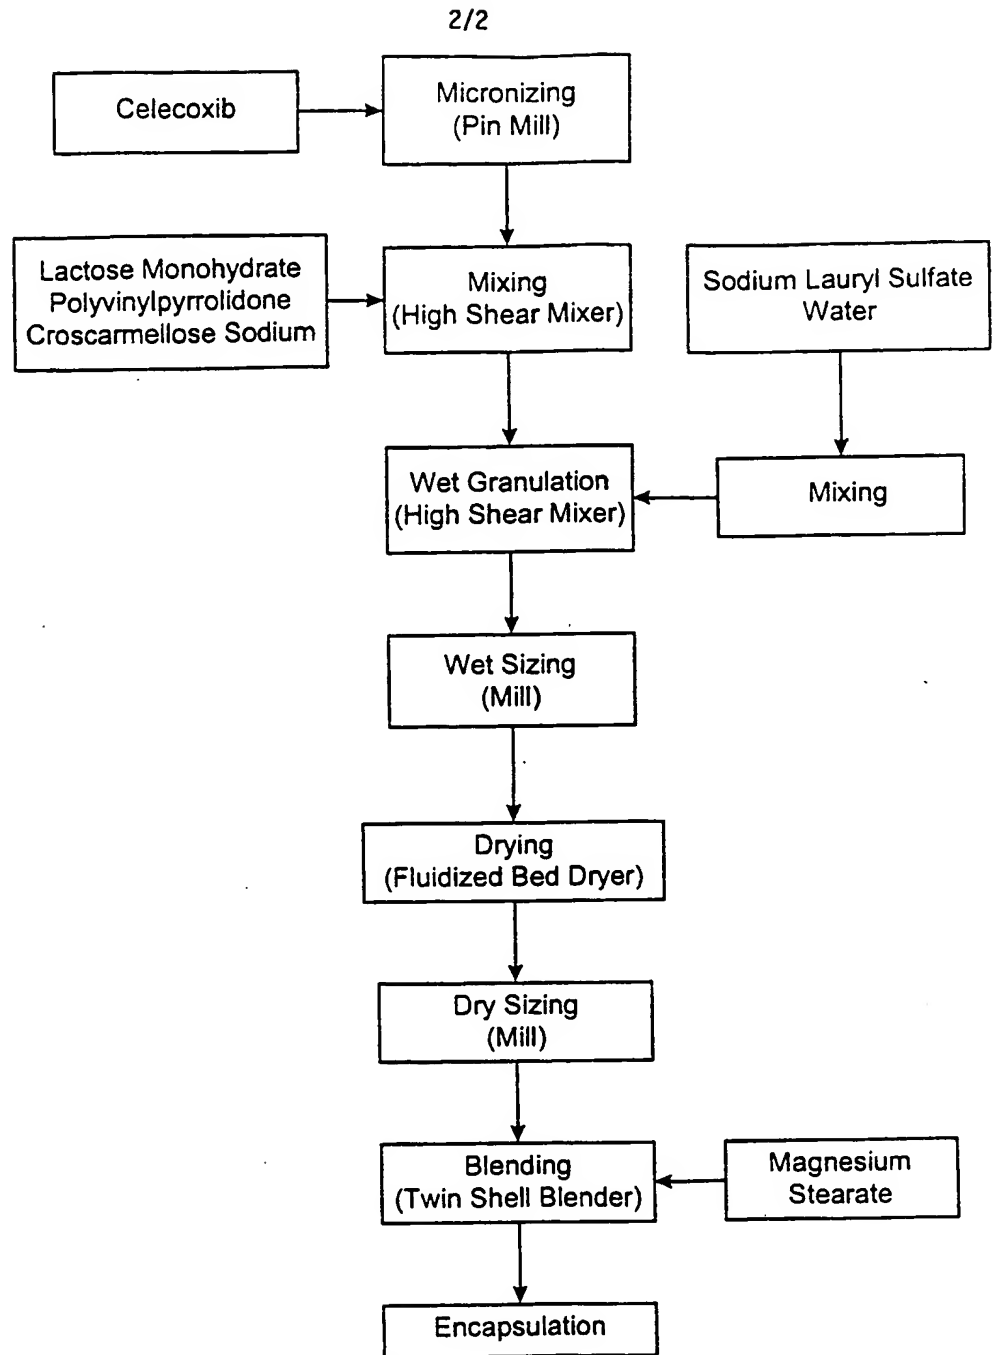 2/2
Celecoxib
Micronizing
(Pin Mill)
Lactose Monohydrate
Polyvinylpyrrolidone
Croscarmellose Sodium
Mixing
(High Shear Mixer)
Sodium Lauryl Sulfate
Water
Wet Granulation
(High Shear Mixer)
Mixing
Wet Sizing
(Mill)
Drying
(Fluidized Bed Dryer)
Dry Sizing
(Mill)
Blending
(Twin Shell Blender)
Magnesium
Stearate
Encapsulation